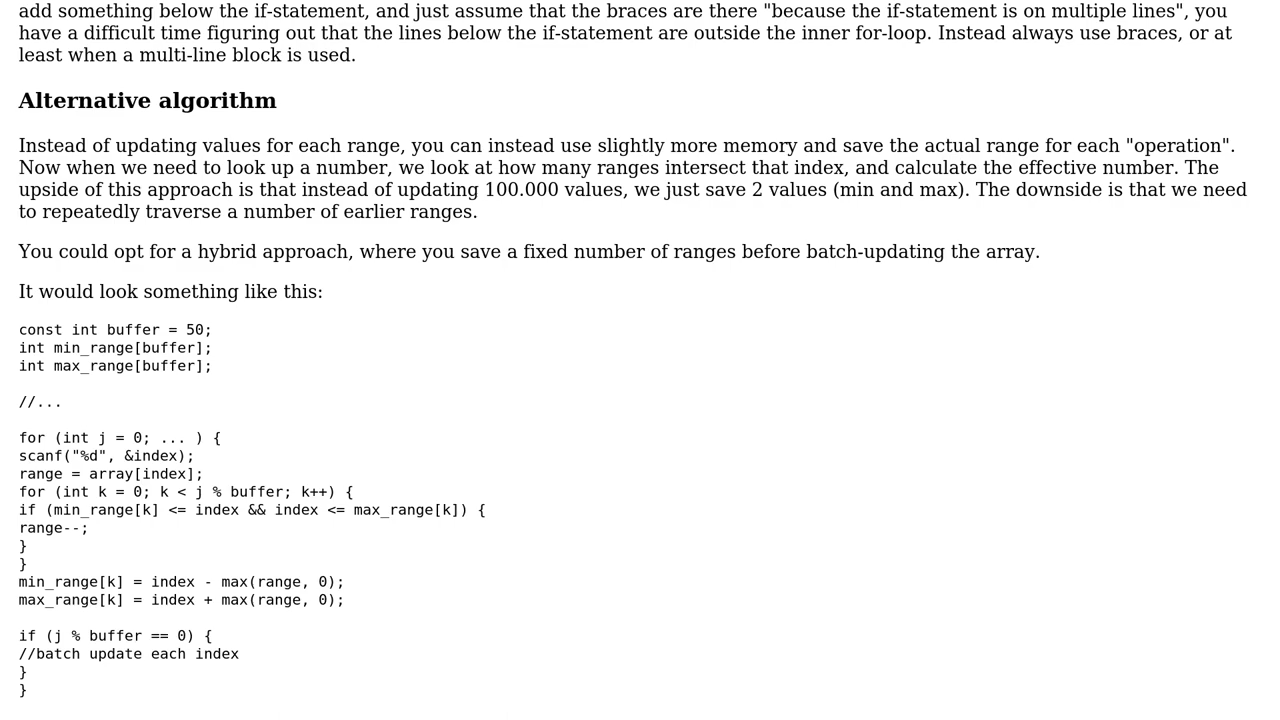 add something below the if-statement, and just assume that the braces are there "because the if-statement is on multiple lines", you
have a difficult time figuring out that the lines below the if-statement are outside the inner for-loop. Instead always use braces, or at
least when a multi-line block is used.
Alternative algorithm
Instead of updating values for each range, you can instead use slightly more memory and save the actual range for each "operation".
Now when we need to look up a number, we look at how many ranges intersect that index, and calculate the effective number. The
upside of this approach is that instead of updating 100.000 values, we just save 2 values (min and max). The downside is that we need
to repeatedly traverse a number of earlier ranges.
You could opt for a hybrid approach, where you save a fixed number of ranges before batch-updating the array.
It would look something like this:
const int buffer = 50;
int min_range[buffer];
int max_range[buffer];
//...
for (int j = 0; ... ) {
scanf("%d", &index);
range = array[index];
for (int k = 0; k < j % buffer; k++) {
if (min_range[k] <= index && index <= max_range[k]) {
range--;
}
}
min_range[k] = index - max(range, 0);
max_range[k] = index + max(range, 0);
if (j % buffer == 0) {
//batch update each index
}
}